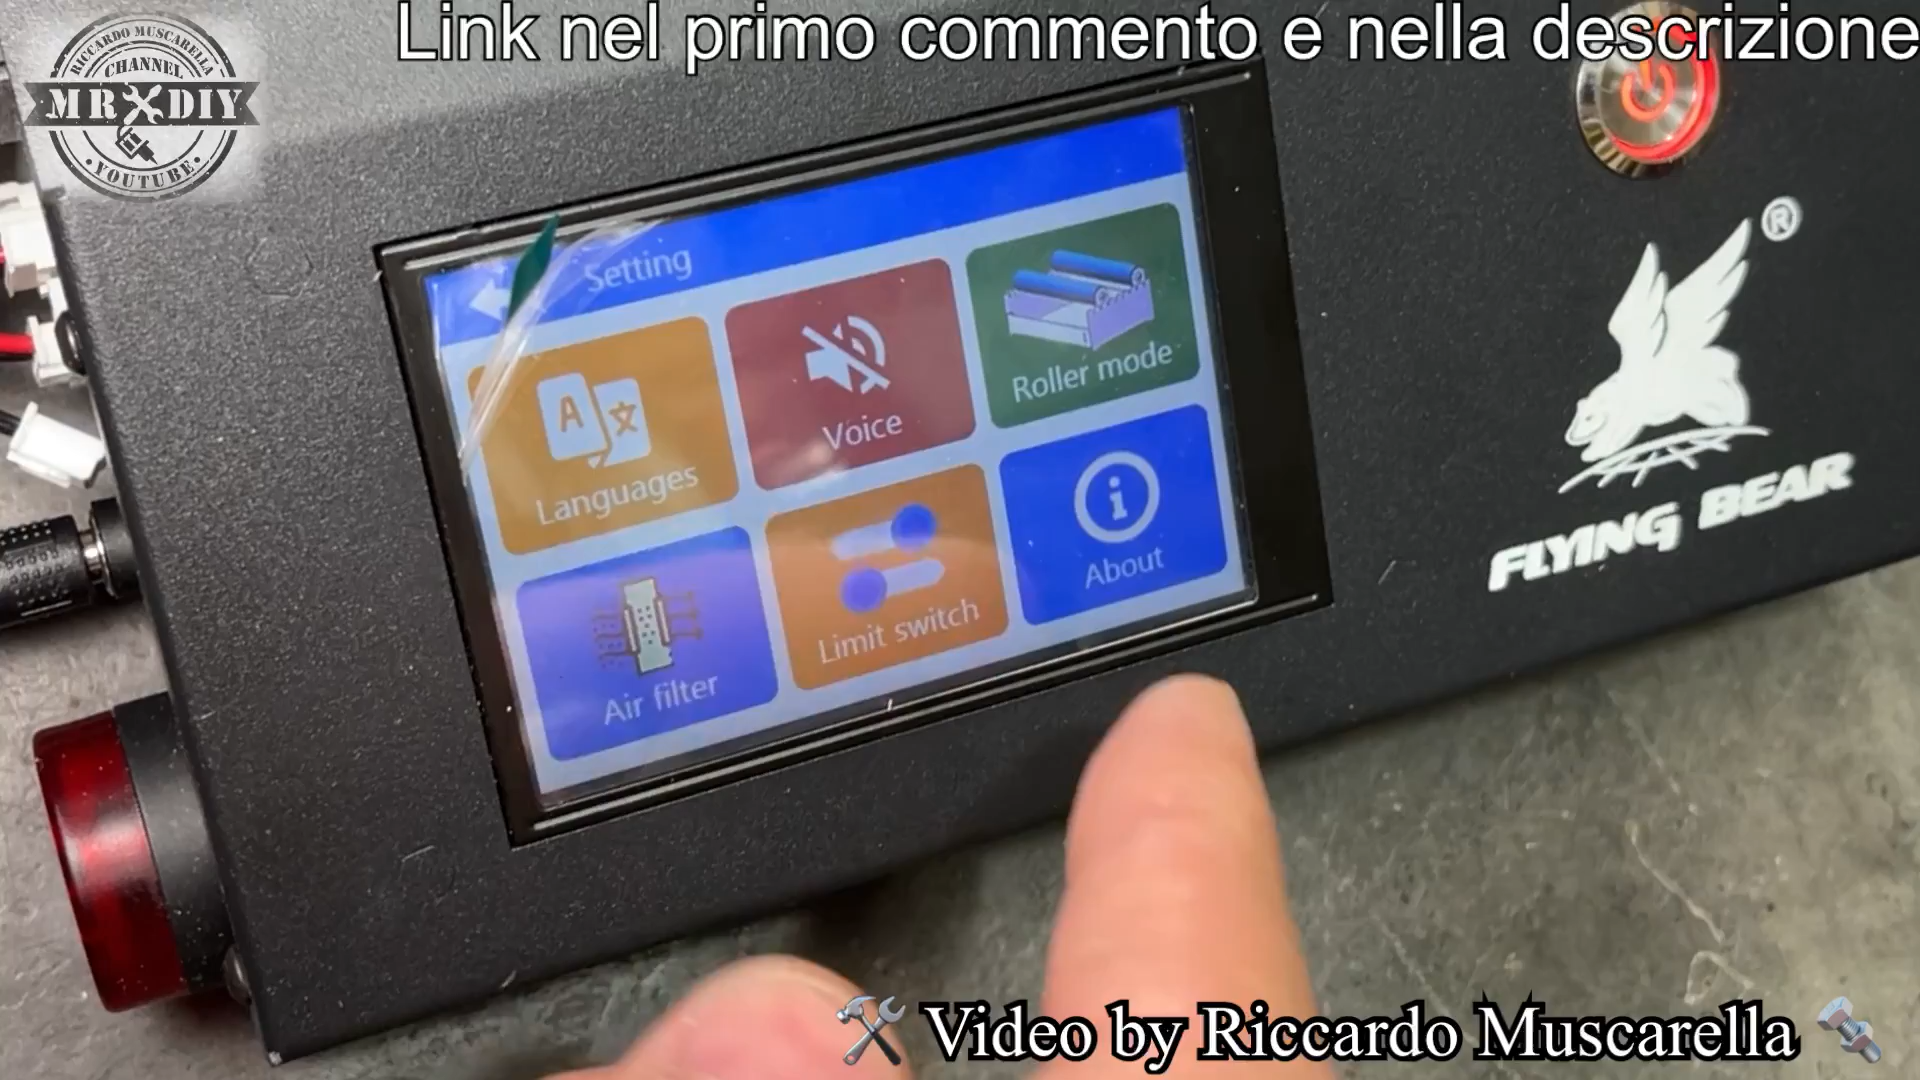 Link nel primo commento e nella descrizione
RICCARDO MUSCARELLA
CHANNEL
MR DIY
YOUTUBE
Setting
Languages
Voice
Roller mode
Air filter
Limit switch
About
®
FLYING BEAR
Video by Riccardo Muscarella